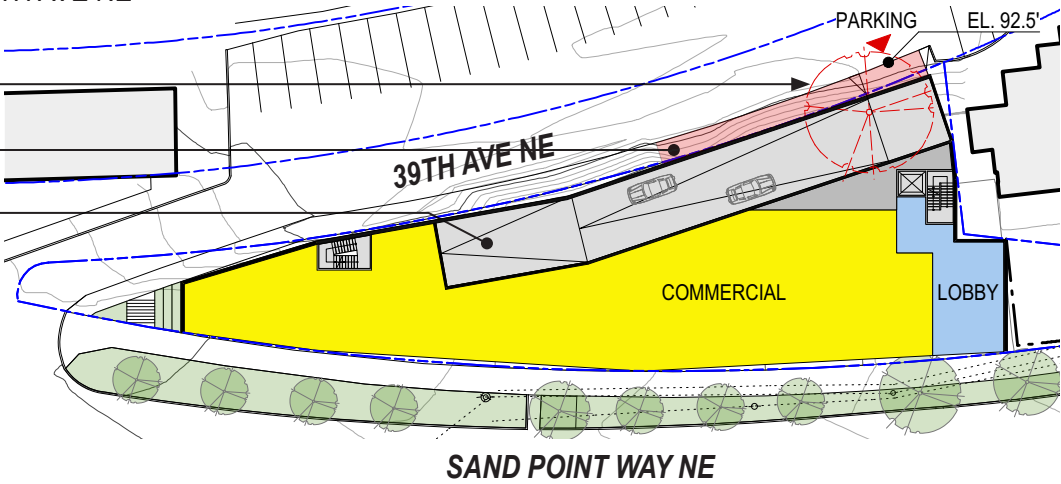 PARKING
EL. 92.5'
39TH AVE NE
COMMERCIAL
LOBBY
SAND POINT WAY NE